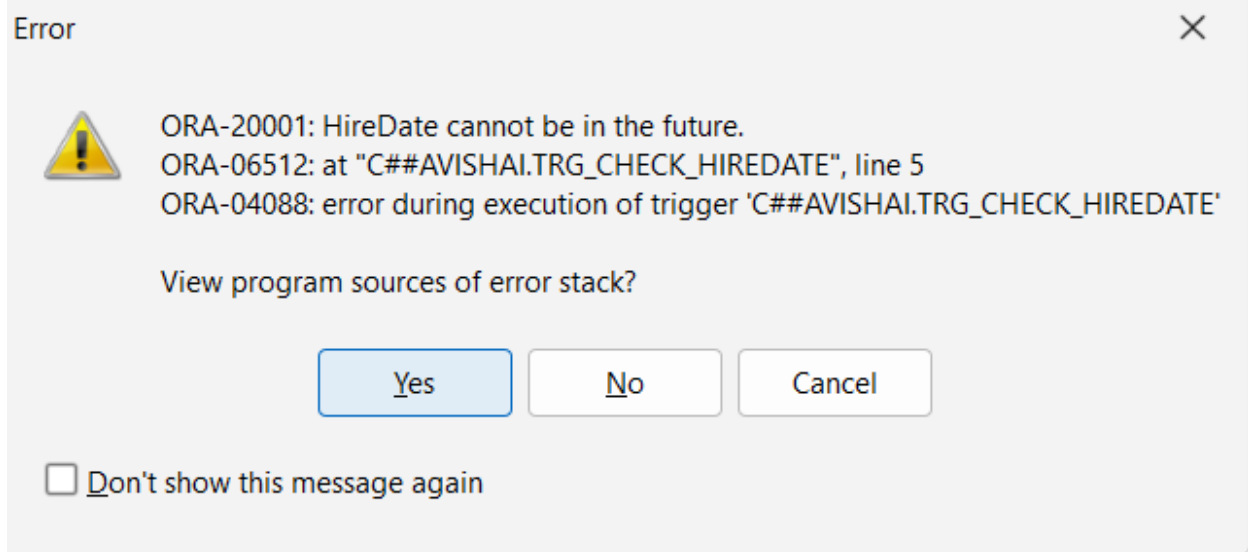 Error
ORA-20001: HireDate cannot be in the future.
ORA-06512: at "C##AVISHAI.TRG_CHECK_HIREDATE", line 5
ORA-04088: error during execution of trigger 'C##AVISHAI.TRG_CHECK_HIREDATE'
View program sources of error stack?
Yes No Cancel
Don't show this message again